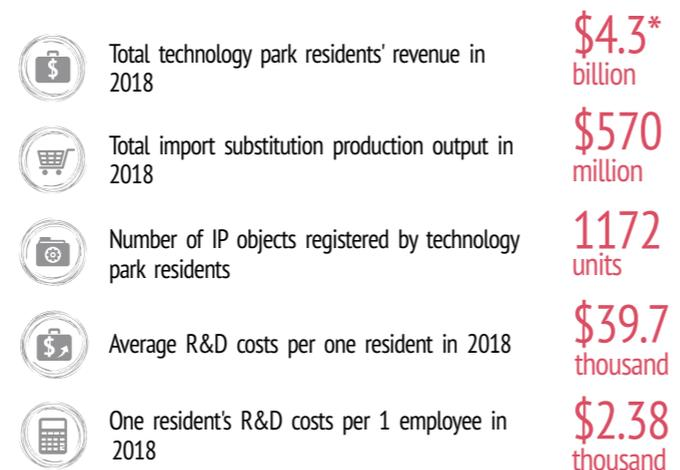 Total technology park residents' revenue in
2018
$4.3*
billion
Total import substitution production output in
2018
$570
million
Number of IP objects registered by technology
park residents
1172
units
Average R&D costs per one resident in 2018
$39.7
thousand
One resident's R&D costs per 1 employee in
2018
$2.38
thousand